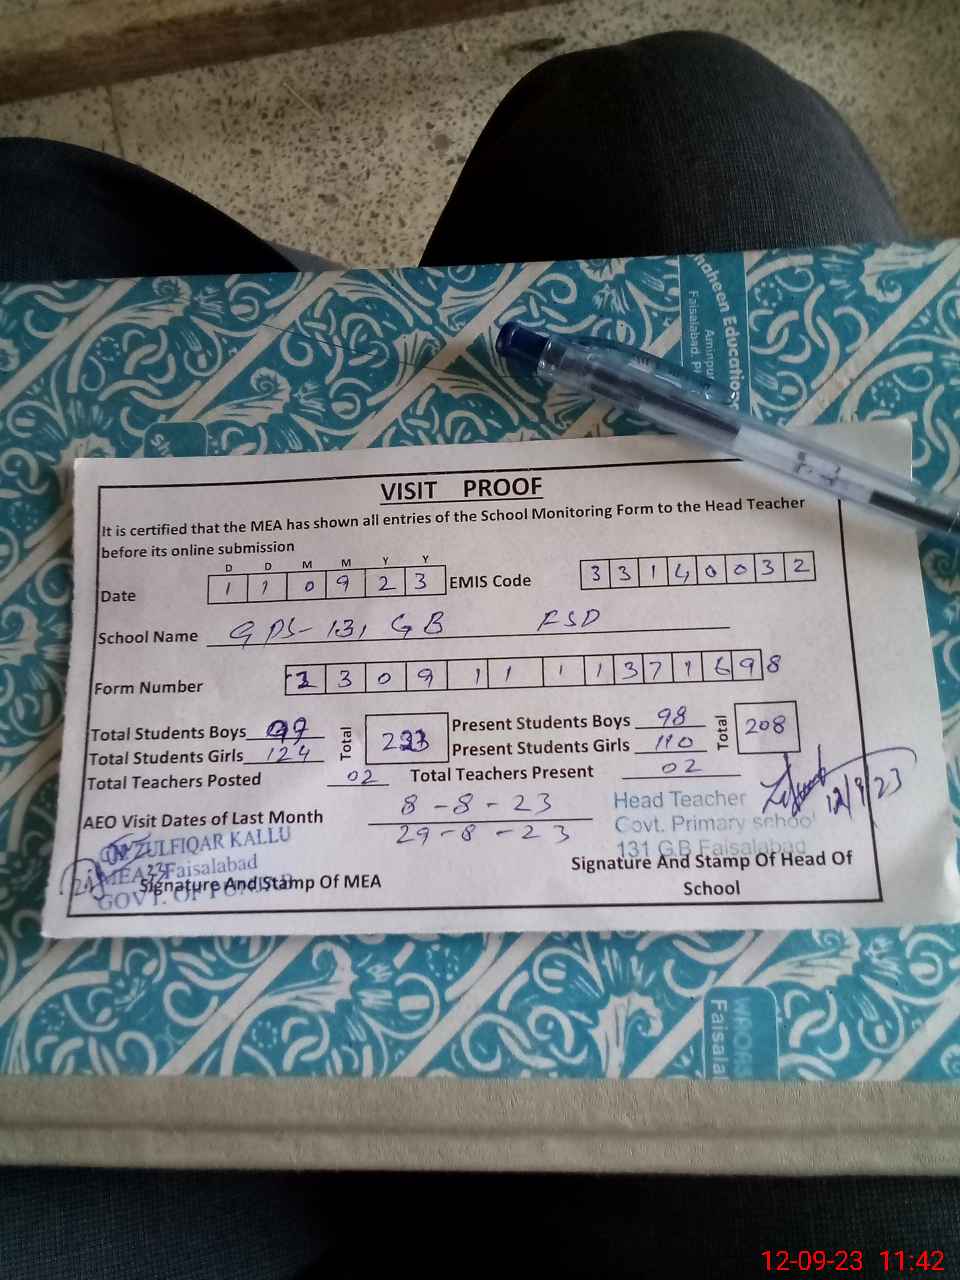 haheen Education
Aminpu
Faisalabad. P
VISIT PROOF
It is certified that the MEA has shown all entries of the School Monitoring Form to the Head Teacher
before its online submission
D D M M Y Y
Date 1 1 0 9 2 3 EMIS Code 3 3 1 4 0 0 3 2
School Name GPS-131 GB FSD
Form Number 3 0 9 1 1 1 1 3 7 1 6 9 8
Total Students Boys 99 Total 223 Present Students Boys 98 Total 208
Total Students Girls 124 Present Students Girls 110
Total Teachers Posted 02 Total Teachers Present 02
AEO Visit Dates of Last Month 8-8-23
29-8-23
Head Teacher
Govt. Primary school
131 G.B Faisalabad
12/9/23
ZULFIQAR KALLU
MEA Faisalabad
GOVT. OF
Signature And Stamp Of MEA
Signature And Stamp Of Head Of
School
Faisala
12-09-23 11:42